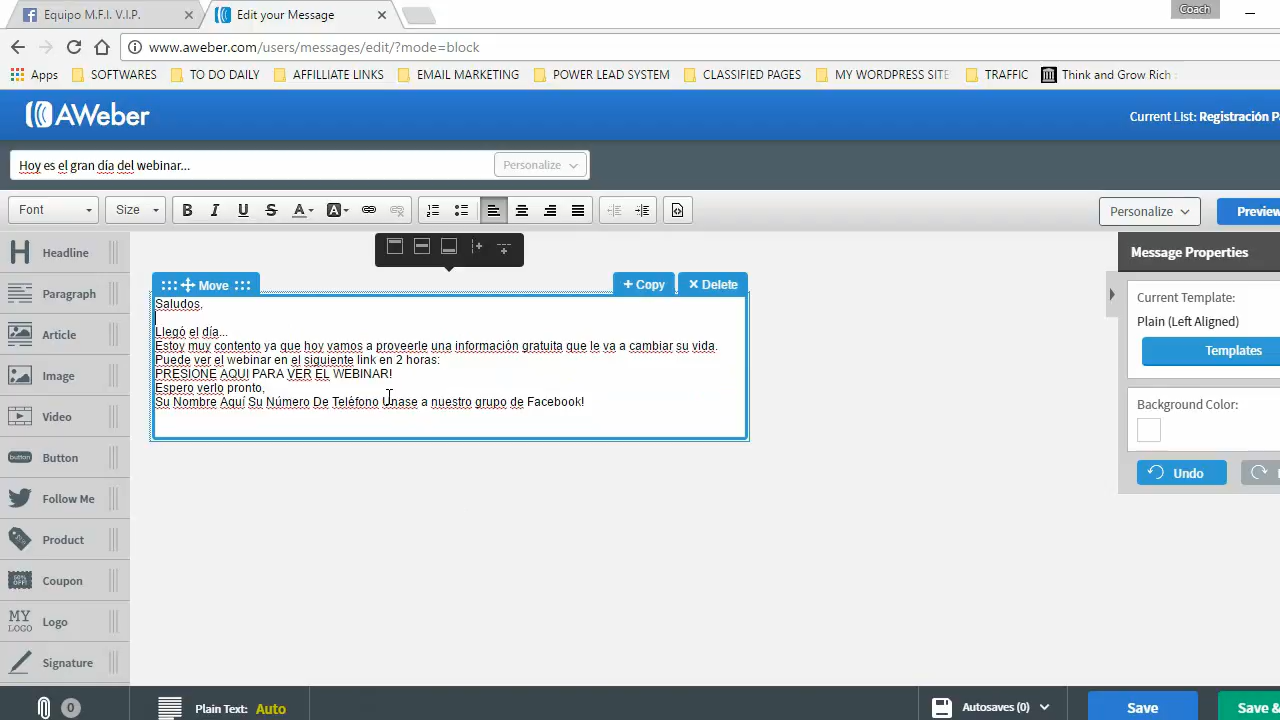 Equipo M.F.I. V.I.P.
Edit your Message
Coach
www.aweber.com/users/messages/edit/?mode=block
Apps
SOFTWARES
TO DO DAILY
AFFILLIATE LINKS
EMAIL MARKETING
POWER LEAD SYSTEM
CLASSIFIED PAGES
MY WORDPRESS SITE
TRAFFIC
Think and Grow Rich
AWeber
Current List: Registración
Hoy es el gran día del webinar...
Personalize
Font
Size
B I U S A A
Personalize
Preview
Headline
Paragraph
Article
Image
Video
Button
Follow Me
Product
Coupon
MY LOGO Logo
Signature
Move
+ Copy
Delete
Saludos,
Llegó el día...
Estoy muy contento ya que hoy vamos a proveerle una información gratuita que le va a cambiar su vida.
Puede ver el webinar en el siguiente link en 2 horas:
PRESIONE AQUI PARA VER EL WEBINAR!
Espero verlo pronto,
Su Nombre Aquí Su Número De Teléfono Únase a nuestro grupo de Facebook!
Message Properties
Current Template:
Plain (Left Aligned)
Templates
Background Color:
Undo
0
Plain Text: Auto
Autosaves (0)
Save
Save &